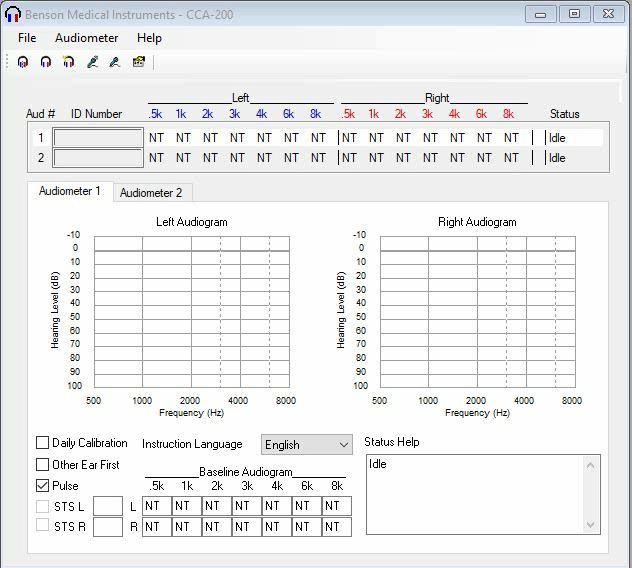 Benson Medical Instruments - CCA-200
File Audiometer Help
Left Right
Aud # ID Number .5k 1k 2k 3k 4k 6k 8k .5k 1k 2k 3k 4k 6k 8k Status
1 NT NT NT NT NT NT NT NT NT NT NT NT NT NT Idle
2 NT NT NT NT NT NT NT NT NT NT NT NT NT NT Idle
Audiometer 1 Audiometer 2
Left Audiogram Right Audiogram
Hearing Level (dB)
-10
0
10
20
30
40
50
60
70
80
90
100
500 1000 2000 4000 8000
Frequency (Hz)
Hearing Level (dB)
-10
0
10
20
30
40
50
60
70
80
90
100
500 1000 2000 4000 8000
Frequency (Hz)
Daily Calibration Instruction Language English Status Help
Other Ear First Idle
Baseline Audiogram
Pulse .5k 1k 2k 3k 4k 6k 8k
STS L L NT NT NT NT NT NT NT
STS R R NT NT NT NT NT NT NT